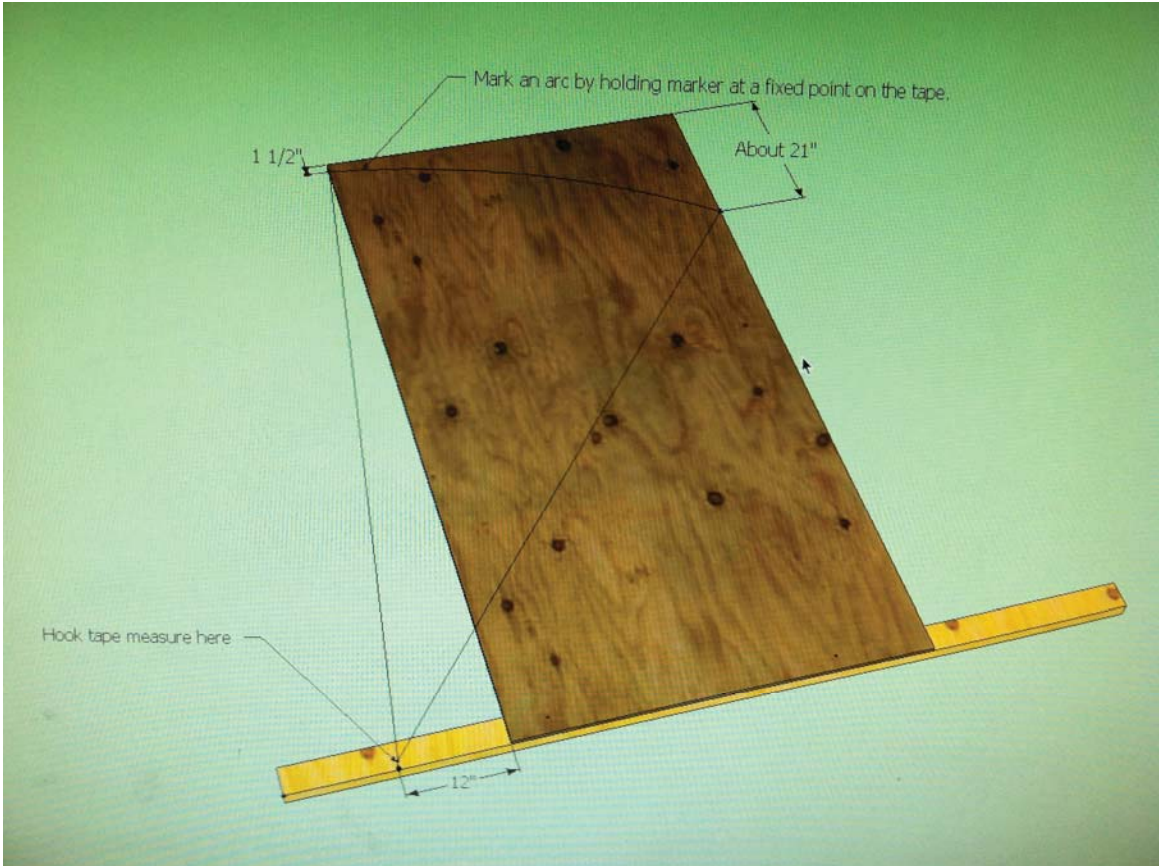 Mark an arc by holding marker at a fixed point on the tape.
1 1/2"
About 21"
Hook tape measure here
12"